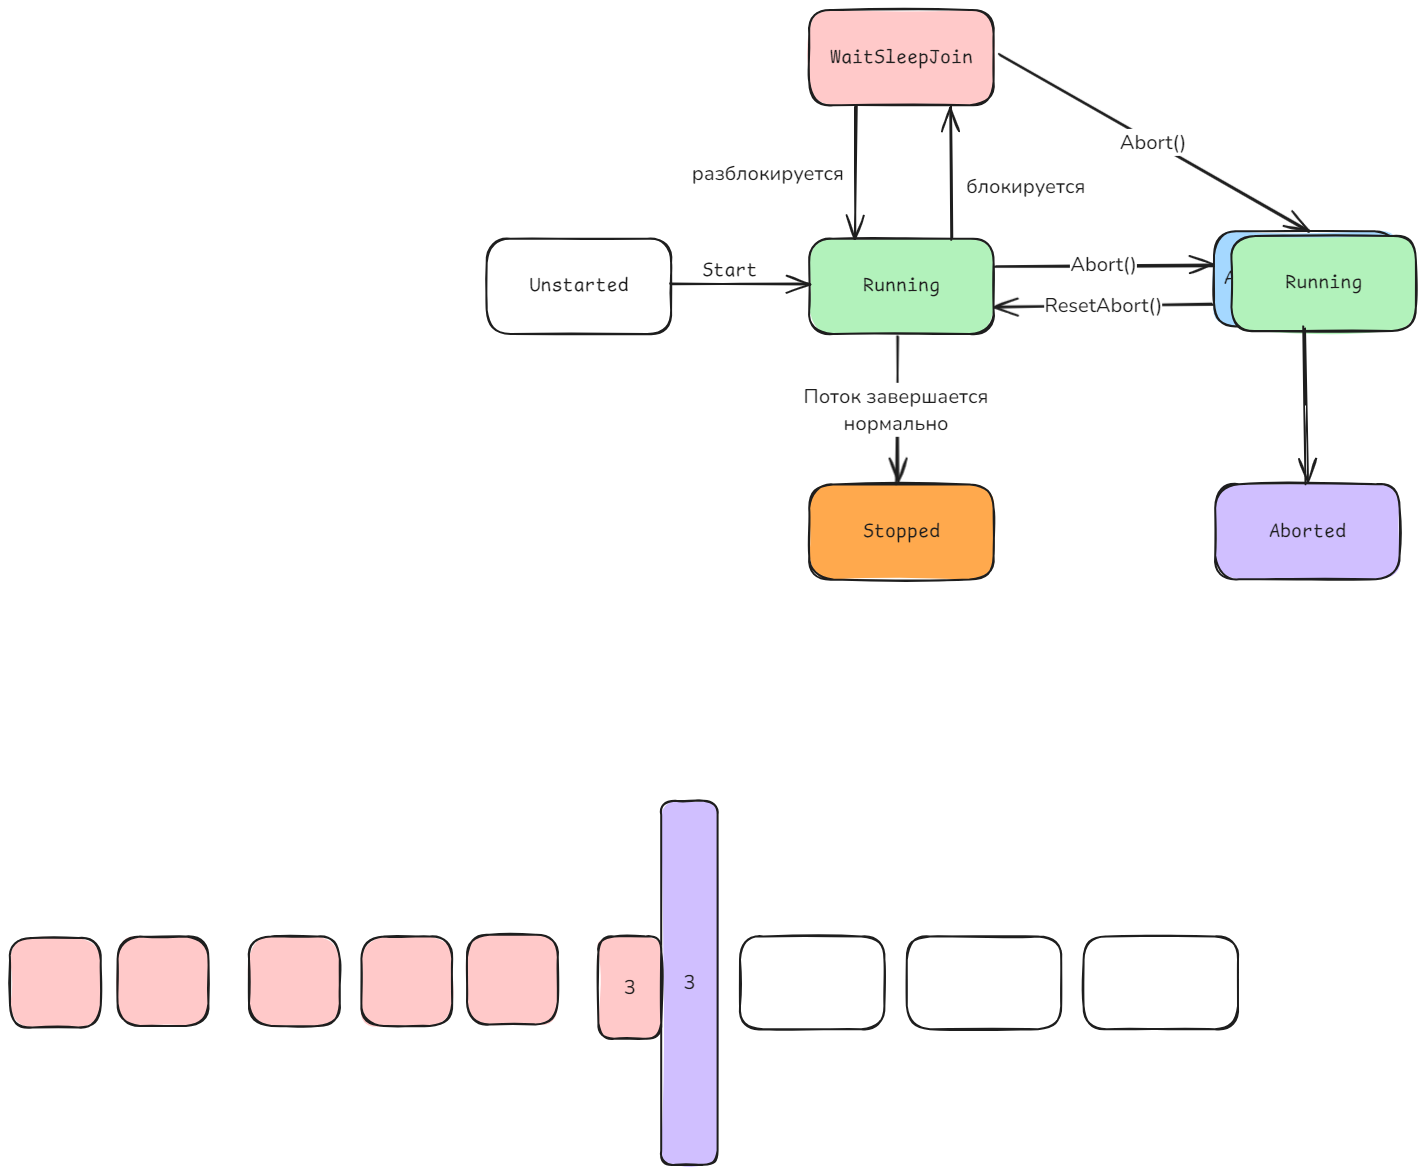 WaitSleepJoin
Abort()
разблокируется
блокируется
Unstarted
Start
Running
Abort()
ResetAbort()
Running
Поток завершается
нормально
Stopped
Aborted
3
3